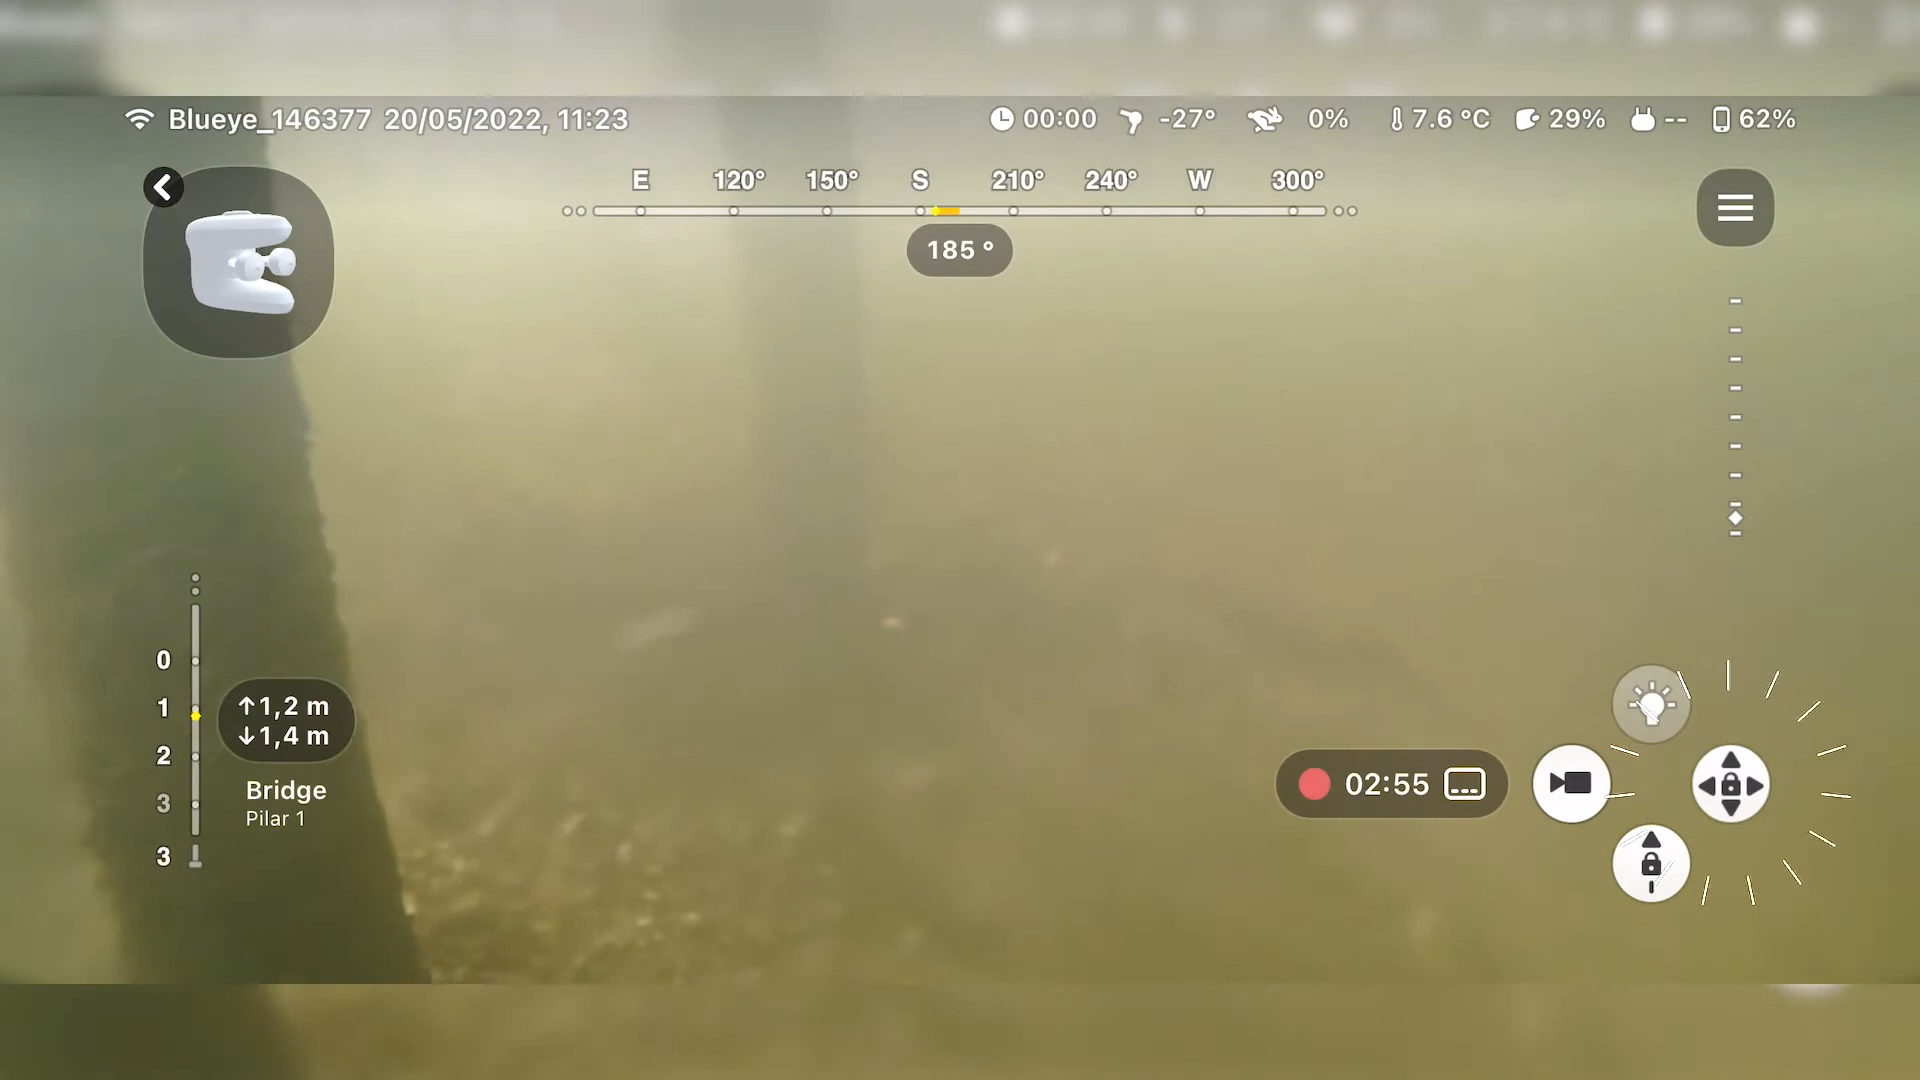 Blueye_146377 20/05/2022, 11:23
00:00 -27° 0% 7.6 °C 29% -- 62%
E 120° 150° S 210° 240° W 300°
185 °
0
1
2
3
3
↑1,2 m
↓1,4 m
Bridge
Pilar 1
02:55